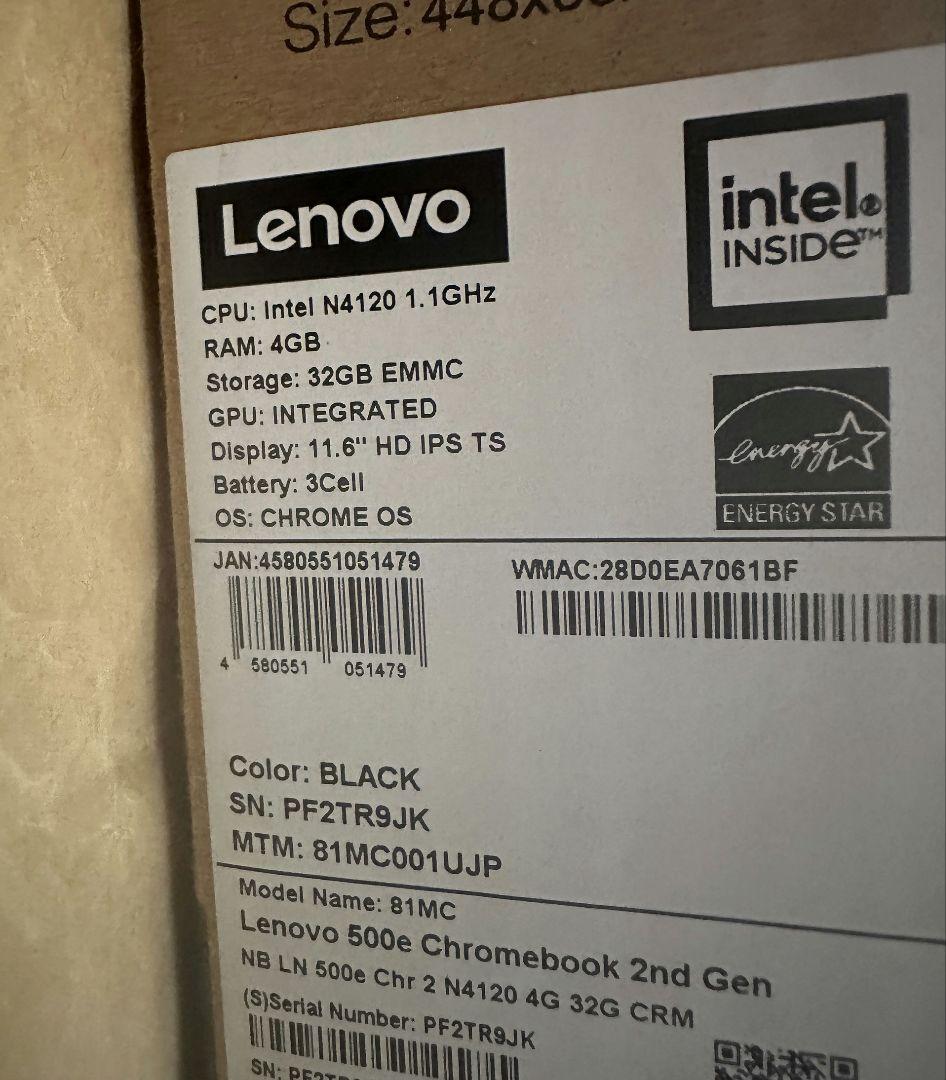 Size: 448x
Lenovo
intel.
INSIDE™
CPU: Intel N4120 1.1GHz
RAM: 4GB
Storage: 32GB EMMC
GPU: INTEGRATED
Display: 11.6" HD IPS TS
Battery: 3Cell
OS: CHROME OS
energy
ENERGY STAR
JAN:4580551051479
WMAC:28D0EA7061BF
4 580551 051479
Color: BLACK
SN: PF2TR9JK
MTM: 81MC001UJP
Model Name: 81MC
Lenovo 500e Chromebook 2nd Gen
NB LN 500e Chr 2 N4120 4G 32G CRM
(S)Serial Number: PF2TR9JK
SN: